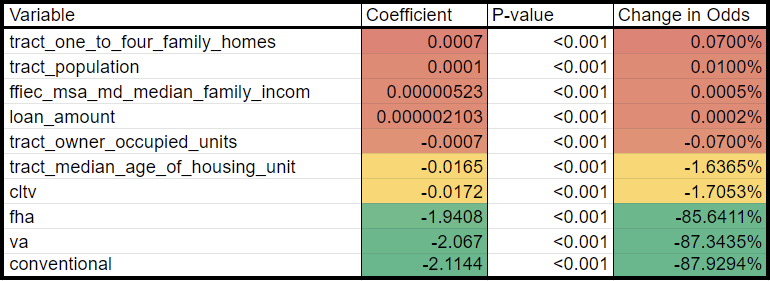 Variable Coefficient P-value Change in Odds
tract_one_to_four_family_homes 0.0007 <0.001 0.0700%
tract_population 0.0001 <0.001 0.0100%
ffiec_msa_md_median_family_incom 0.00000523 <0.001 0.0005%
loan_amount 0.000002103 <0.001 0.0002%
tract_owner_occupied_units -0.0007 <0.001 -0.0700%
tract_median_age_of_housing_unit -0.0165 <0.001 -1.6365%
cltv -0.0172 <0.001 -1.7053%
fha -1.9408 <0.001 -85.6411%
va -2.067 <0.001 -87.3435%
conventional -2.1144 <0.001 -87.9294%